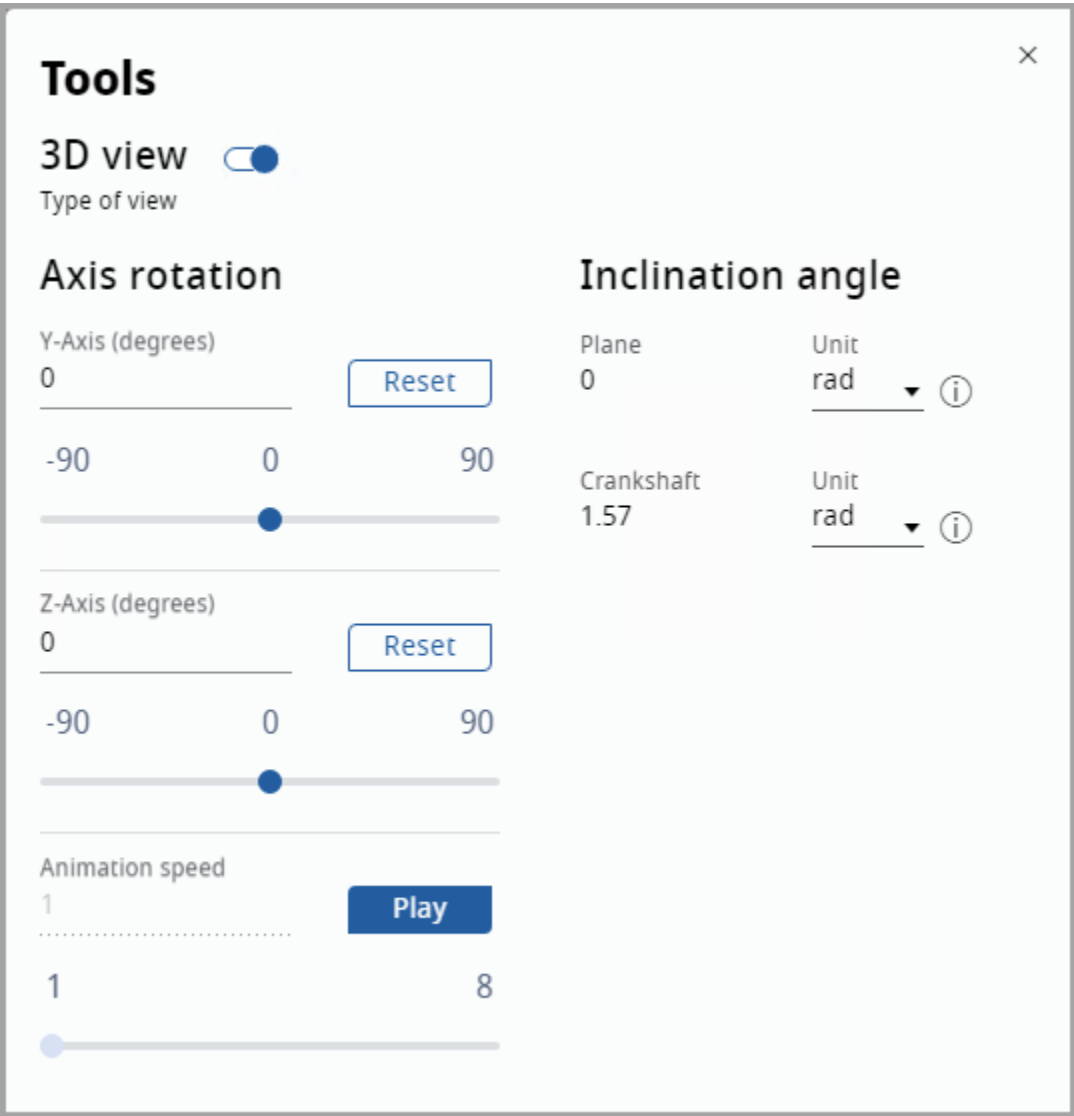 Tools
3D view
Type of view
Axis rotation
Y-Axis (degrees)
0
Reset
-90 0 90
Z-Axis (degrees)
0
Reset
-90 0 90
Animation speed
1
Play
1 8
Inclination angle
Plane Unit
0 rad
Crankshaft Unit
1.57 rad